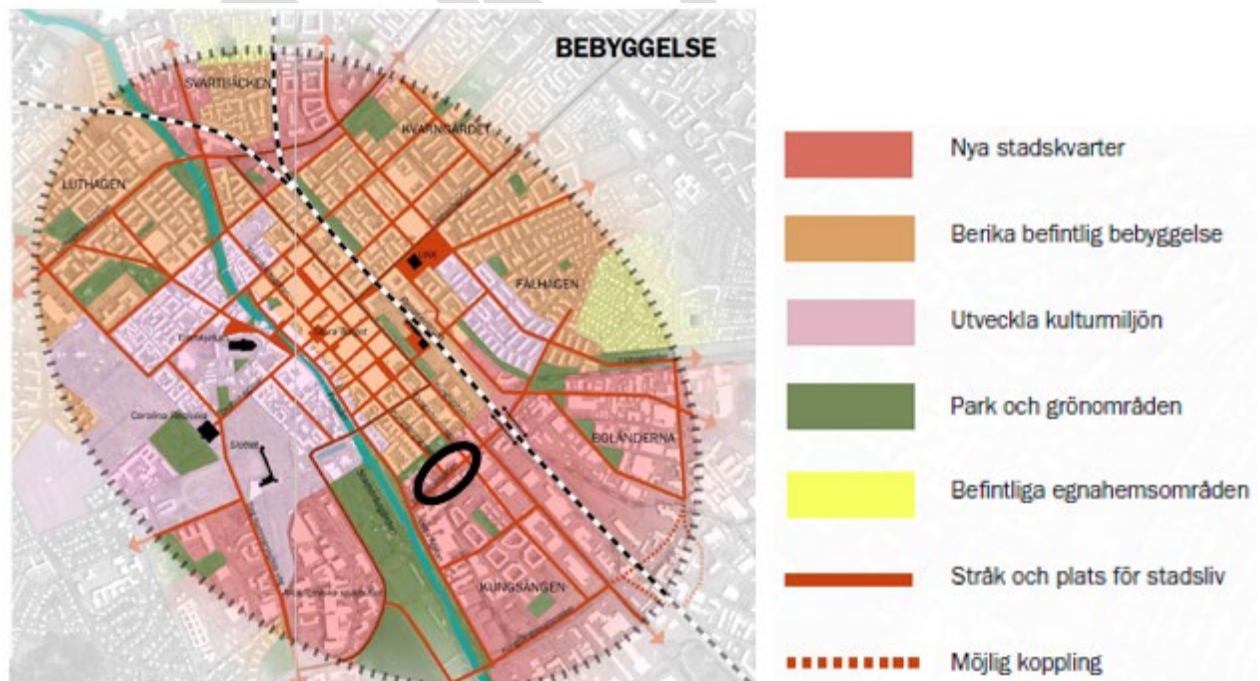 BEBYGGELSE
SVARTBÄCKEN
KVARNGÄRDET
LUTHAGEN
FÅLHAGEN
Stora Torget
Carolina Rediviva
Slottet
BOLÄNDERNA
KUNGSÄNGEN
Nya stadskvarter
Berika befintlig bebyggelse
Utveckla kulturmiljön
Park och grönområden
Befintliga egnahemsområden
Stråk och plats för stadsliv
Möjlig koppling